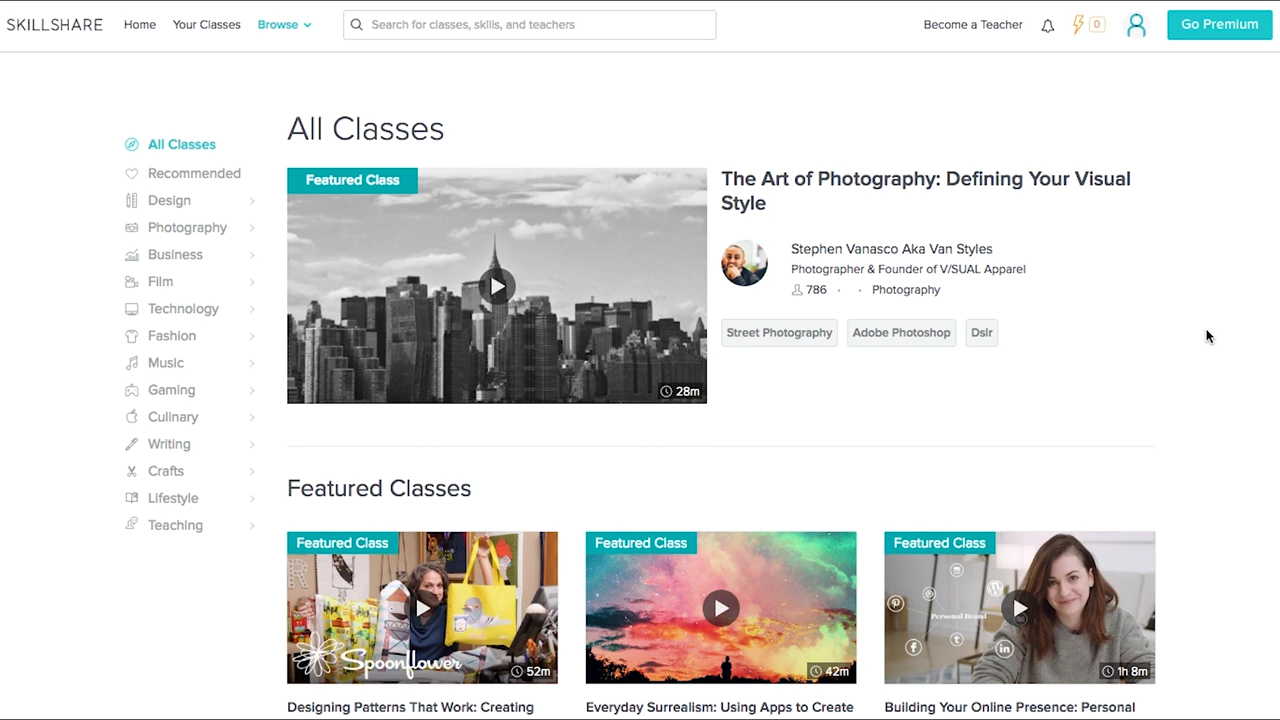 SKILLSHARE
Home
Your Classes
Browse
Search for classes, skills, and teachers
Become a Teacher
0
Go Premium
All Classes
Recommended
Design
Photography
Business
Film
Technology
Fashion
Music
Gaming
Culinary
Writing
Crafts
Lifestyle
Teaching
All Classes
Featured Class
28m
The Art of Photography: Defining Your Visual
Style
Stephen Vanasco Aka Van Styles
Photographer & Founder of V/SUAL Apparel
786 · · Photography
Street Photography
Adobe Photoshop
Dslr
Featured Classes
Featured Class
Spoonflower
52m
Designing Patterns That Work: Creating
Featured Class
42m
Everyday Surrealism: Using Apps to Create
Featured Class
Personal Brand
1h 8m
Building Your Online Presence: Personal